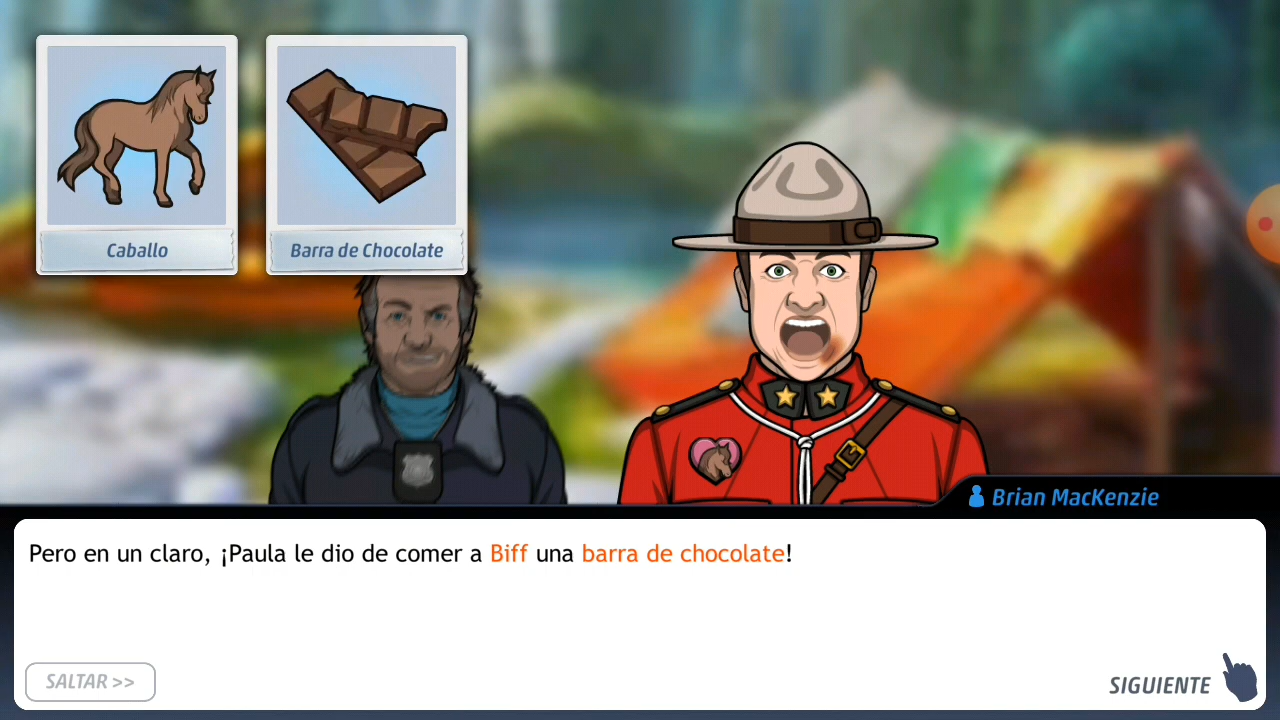 Caballo
Barra de Chocolate
Brian MacKenzie
Pero en un claro, ¡Paula le dio de comer a Biff una barra de chocolate!
SALTAR >>
SIGUIENTE